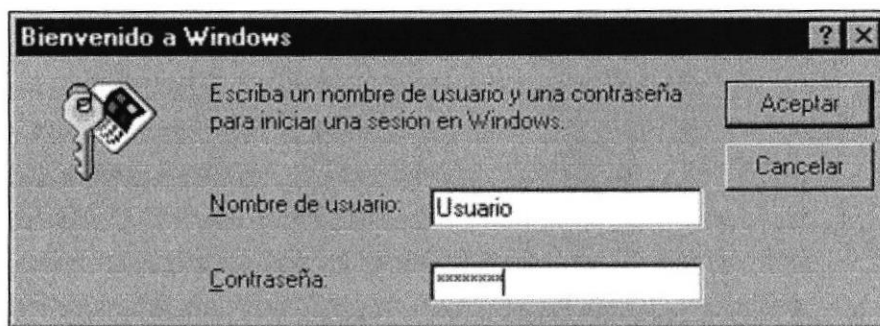 Bienvenido a Windows
Escriba un nombre de usuario y una contraseña
para iniciar una sesión en Windows.
Aceptar
Cancelar
Nombre de usuario: Usuario
Contraseña: ********